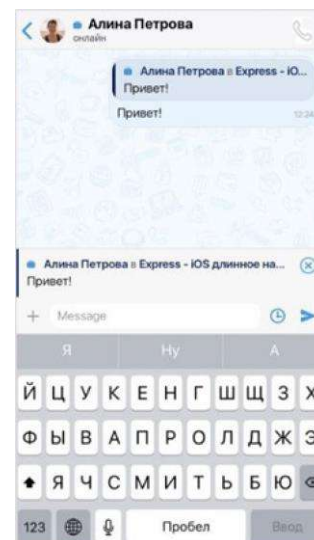 Алина Петрова
онлайн
Алина Петрова в Express - iO...
Привет!
Привет!
12:24
Алина Петрова в Express - iOS длинное на...
Привет!
Message
Я Ну А
Й Ц У К Е Н Г Ш Щ З Х
Ф Ы В А П Р О Л Д Ж Э
Я Ч С М И Т Ь Б Ю
123 Пробел Ввод